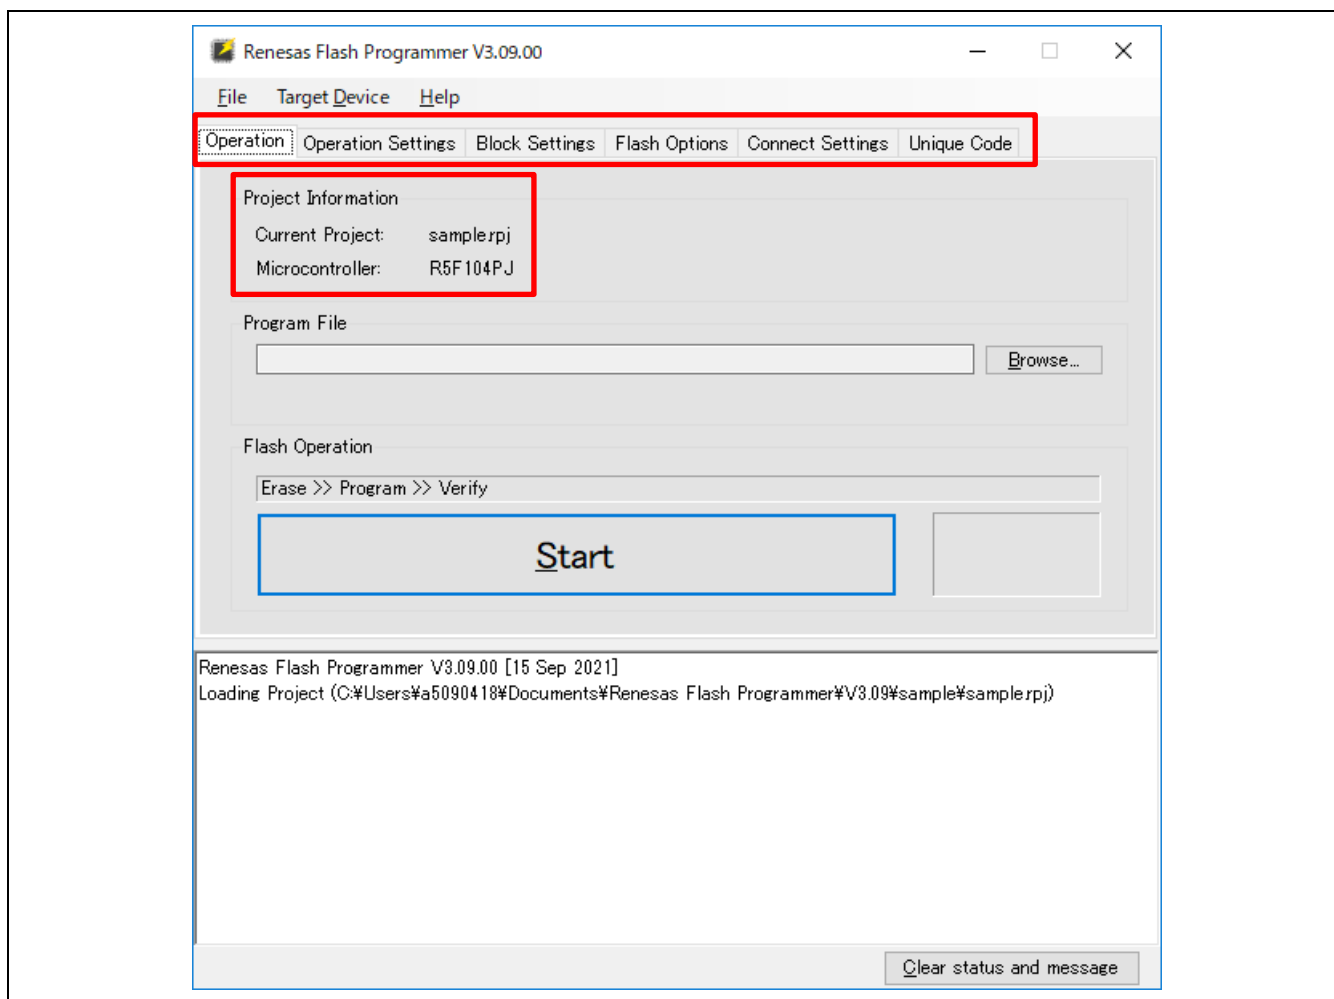 Renesas Flash Programmer V3.09.00
File Target Device Help
Operation Operation Settings Block Settings Flash Options Connect Settings Unique Code
Project Information
Current Project: sample.rpj
Microcontroller: R5F104PJ
Program File
Browse...
Flash Operation
Erase >> Program >> Verify
Start
Renesas Flash Programmer V3.09.00 [15 Sep 2021]
Loading Project (C:¥Users¥a5090418¥Documents¥Renesas Flash Programmer¥V3.09¥sample¥sample.rpj)
Clear status and message